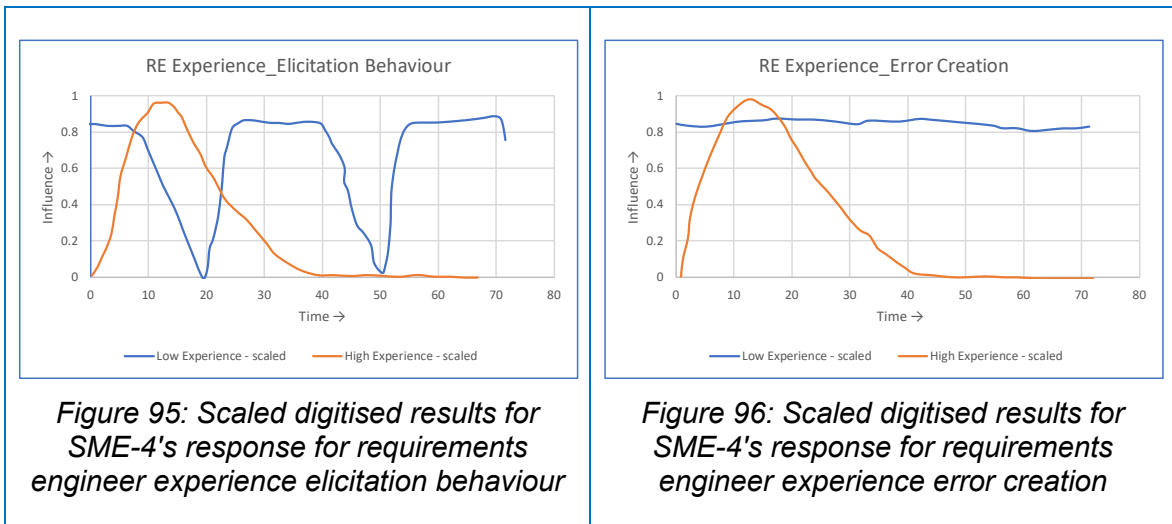 RE Experience_Elicitation Behaviour
1
0.8
0.6
0.4
0.2
0
Influence →
0 10 20 30 40 50 60 70 80
Time →
Low Experience - scaled High Experience - scaled
Figure 95: Scaled digitised results for
SME-4's response for requirements
engineer experience elicitation behaviour
RE Experience_Error Creation
1
0.8
0.6
0.4
0.2
0
Influence →
0 10 20 30 40 50 60 70 80
Time →
Low Experience - scaled High Experience - scaled
Figure 96: Scaled digitised results for
SME-4's response for requirements
engineer experience error creation